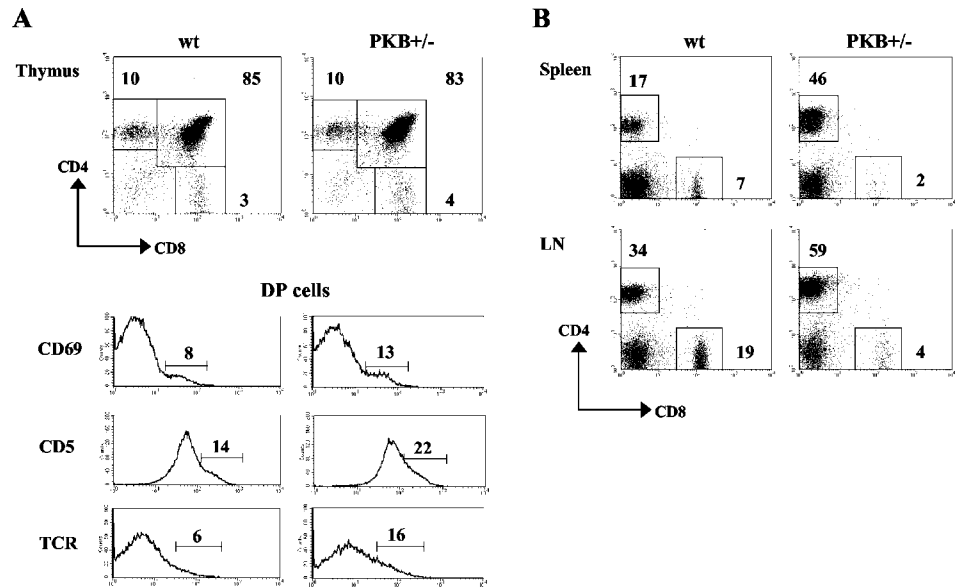 A
wt
PKB+/-
Thymus
10
85
10
83
3
4
CD4
CD8
DP cells
CD69
8
13
CD5
14
22
TCR
6
16
B
wt
PKB+/-
Spleen
17
46
7
2
LN
34
59
19
4
CD4
CD8